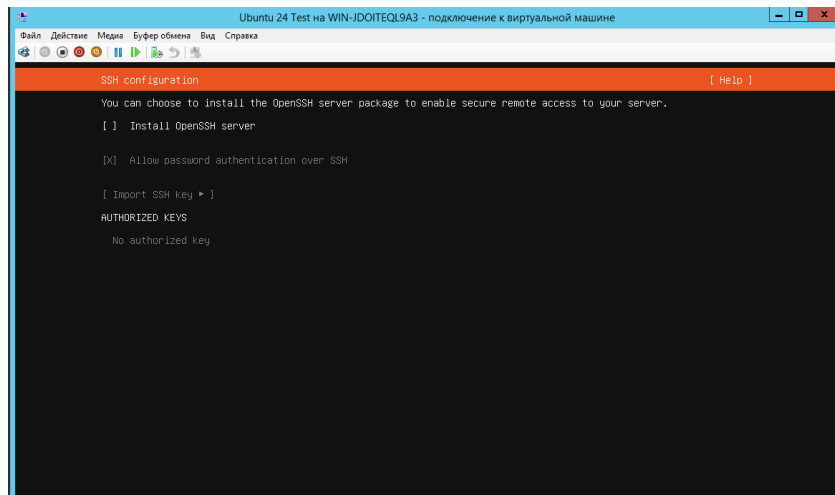 Ubuntu 24 Test на WIN-JDOITEQL9A3 - подключение к виртуальной машине
Файл Действие Медиа Буфер обмена Вид Справка
SSH configuration [ Help ]
You can choose to install the OpenSSH server package to enable secure remote access to your server.
[ ] Install OpenSSH server
[X] Allow password authentication over SSH
[ Import SSH key ► ]
AUTHORIZED KEYS
No authorized key